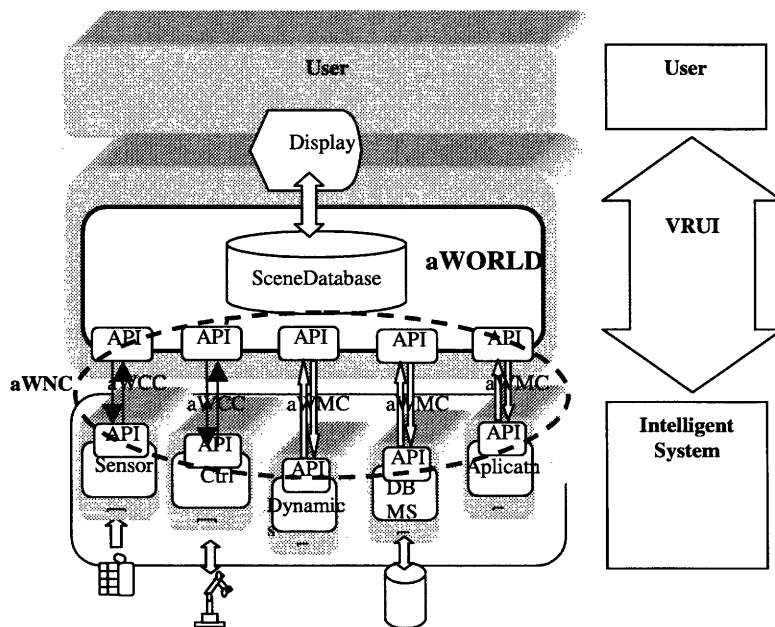 User
User
Display
VRUI
aWORLD
SceneDatabase
API
API
API
API
API
aWNC
aWCC
aWCC
aWMC
aWMC
aWMC
API
API
API
API
API
Sensor
Ctrl
Dynamic
s
DB
MS
Aplicatn
Intelligent
System